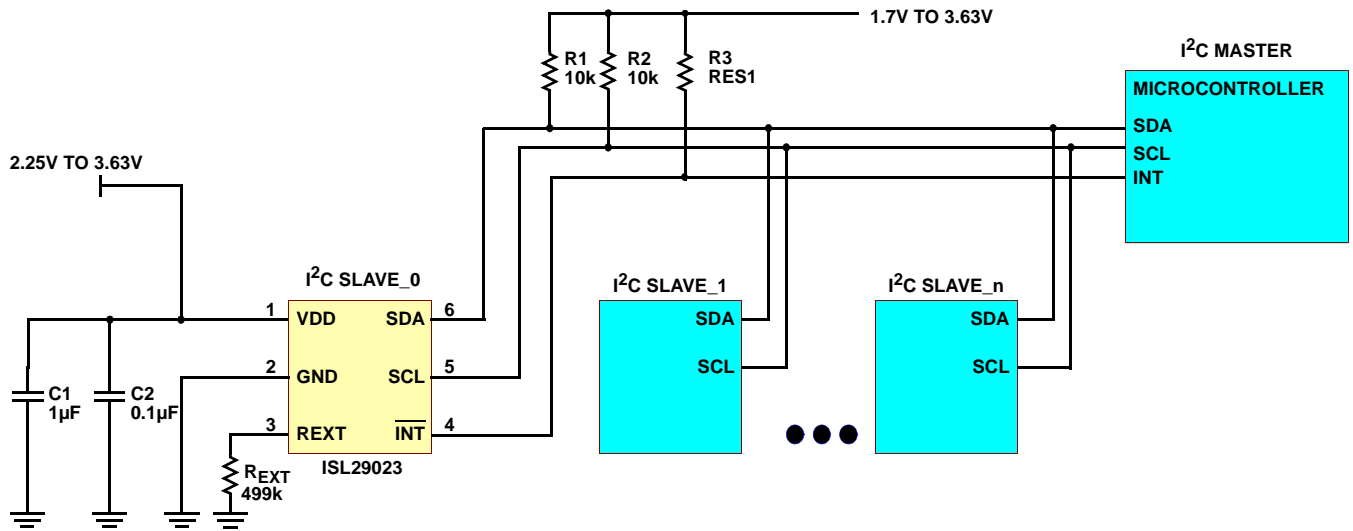 1.7V TO 3.63V
R1
10k
R2
10k
R3
RES1
I²C MASTER
MICROCONTROLLER
SDA
SCL
INT
2.25V TO 3.63V
I²C SLAVE_0
1
VDD
SDA
6
2
GND
SCL
5
3
REXT
INT
4
ISL29023
C1
1µF
C2
0.1µF
REXT
499k
I²C SLAVE_1
SDA
SCL
I²C SLAVE_n
SDA
SCL